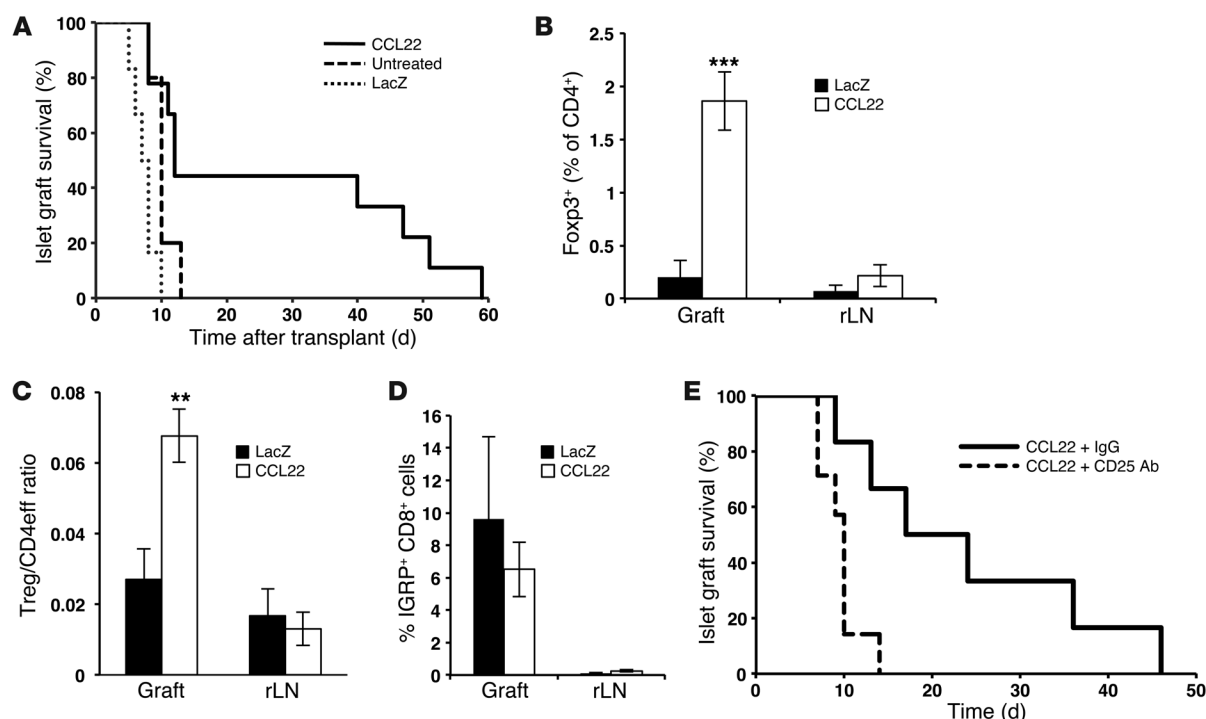 A
Islet graft survival (%)
100
80
60
40
20
0
0 10 20 30 40 50 60
Time after transplant (d)
CCL22
Untreated
LacZ
B
Foxp3⁺ (% of CD4⁺)
2.5
2
1.5
1
0.5
0
***
LacZ
CCL22
Graft rLN
C
Treg/CD4eff ratio
0.08
0.06
0.04
0.02
0
**
LacZ
CCL22
Graft rLN
D
% IGRP⁺ CD8⁺ cells
16
14
12
10
8
6
4
2
0
LacZ
CCL22
Graft rLN
E
Islet graft survival (%)
100
80
60
40
20
0
0 10 20 30 40 50
Time (d)
CCL22 + IgG
CCL22 + CD25 Ab